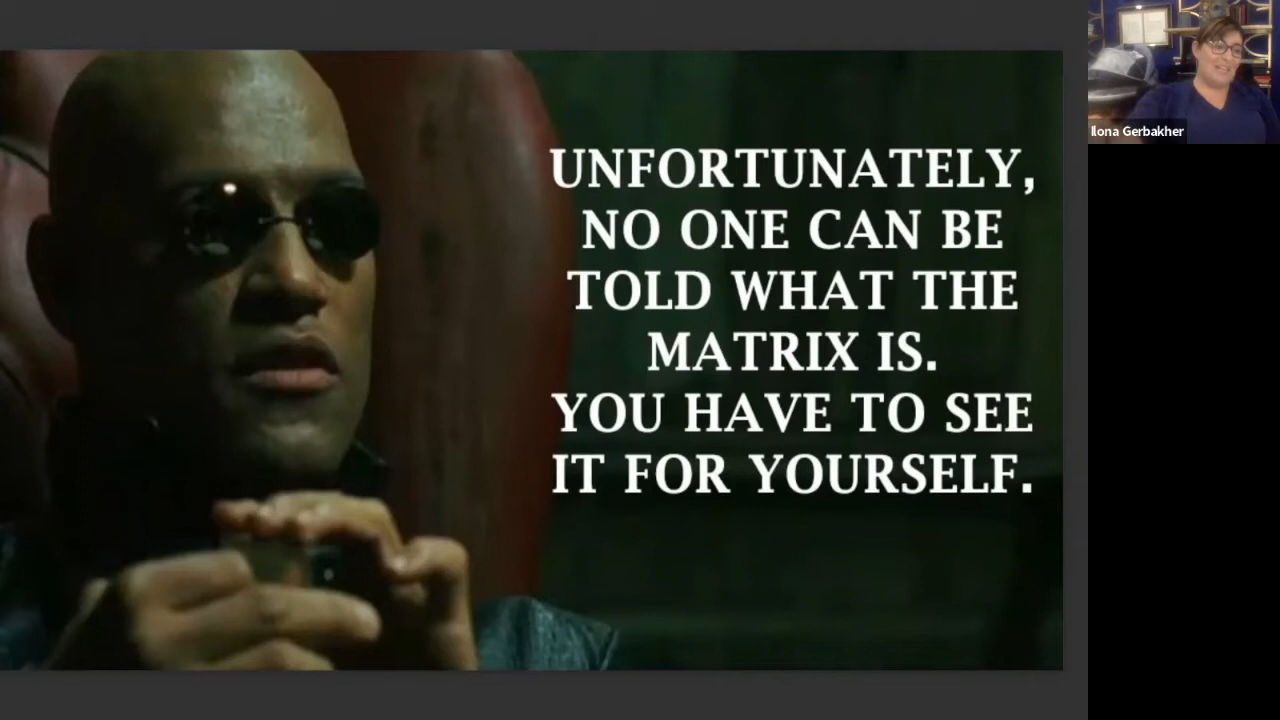 UNFORTUNATELY,
NO ONE CAN BE
TOLD WHAT THE
MATRIX IS.
YOU HAVE TO SEE
IT FOR YOURSELF.
Ilona Gerbakher